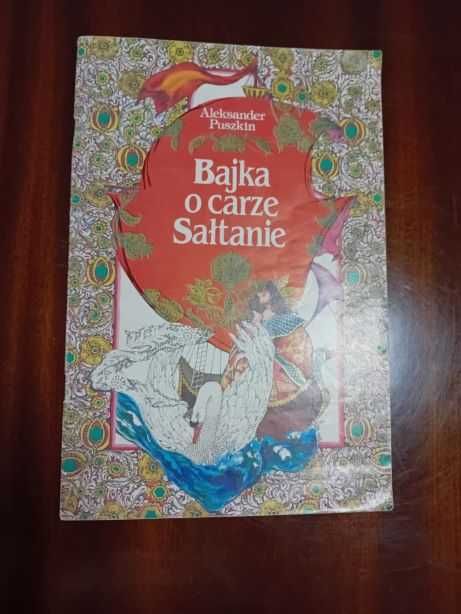 Aleksander
Puszkin
Bajka
o carze
Sałtanie